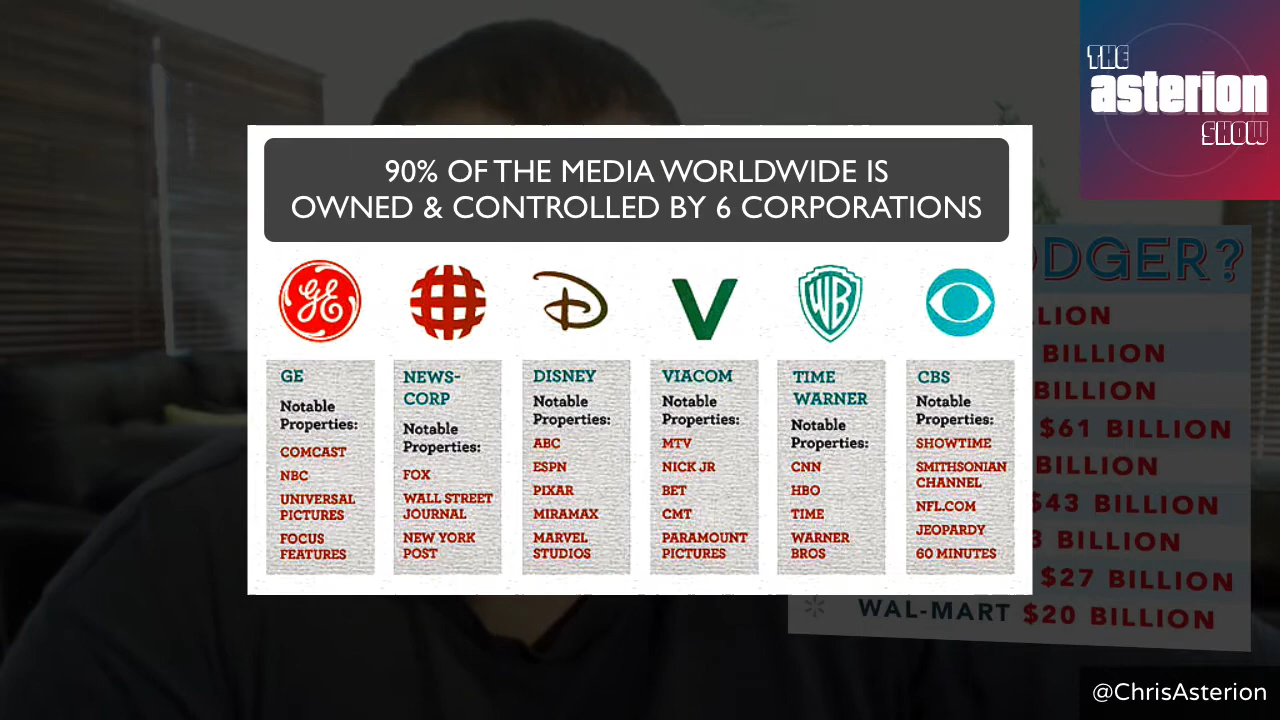 THE
asterion
SHOW
90% OF THE MEDIA WORLDWIDE IS
OWNED & CONTROLLED BY 6 CORPORATIONS
GE
Notable
Properties:
COMCAST
NBC
UNIVERSAL
PICTURES
FOCUS
FEATURES
NEWS-
CORP
Notable
Properties:
FOX
WALL STREET
JOURNAL
NEW YORK
POST
D
DISNEY
Notable
Properties:
ABC
ESPN
PIXAR
MIRAMAX
MARVEL
STUDIOS
V
VIACOM
Notable
Properties:
MTV
NICK JR
BET
CMT
PARAMOUNT
PICTURES
WB
TIME
WARNER
Notable
Properties:
CNN
HBO
TIME
WARNER
BROS
CBS
Notable
Properties:
SHOWTIME
SMITHSONIAN
CHANNEL
NFL.COM
JEOPARDY
60 MINUTES
DGER?
LION
BILLION
BILLION
$61 BILLION
BILLION
$43 BILLION
BILLION
$27 BILLION
WAL-MART $20 BILLION
@ChrisAsterion